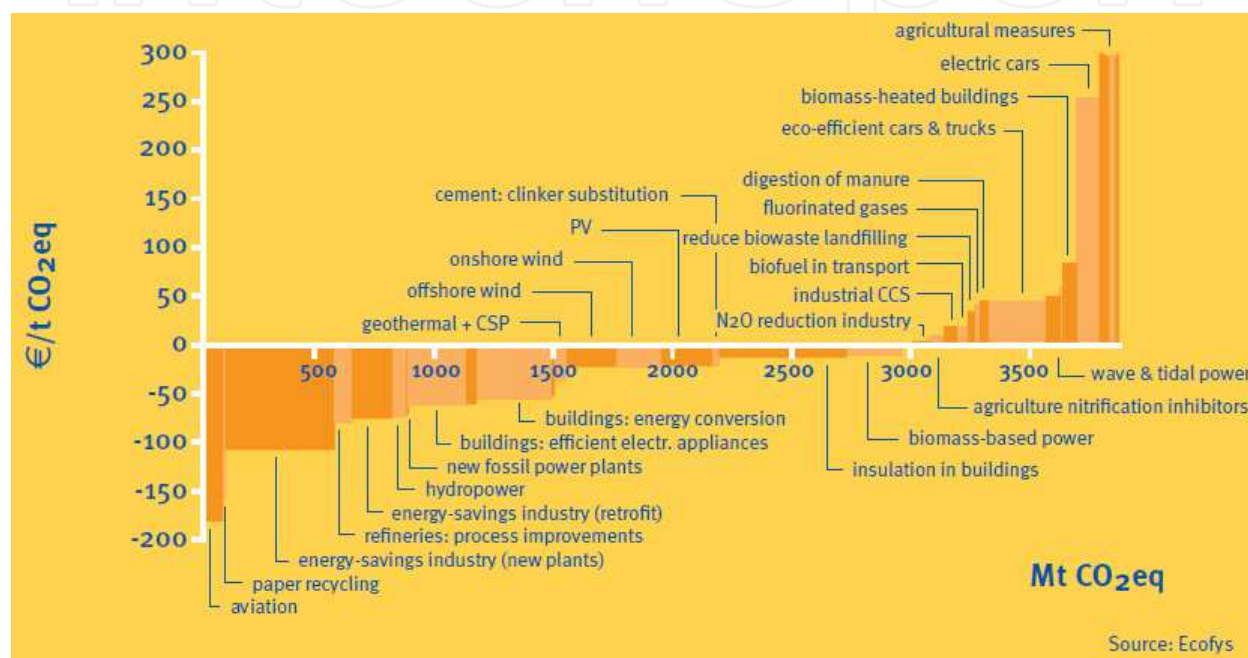 agricultural measures
300
electric cars
250
biomass-heated buildings
eco-efficient cars & trucks
200
digestion of manure
cement: clinker substitution
150
fluorinated gases
PV
reduce biowaste landfilling
100
onshore wind
biofuel in transport
offshore wind
industrial CCS
50
geothermal + CSP
N2O reduction industry
€/t CO2eq
0
500 1000 1500 2000 2500 3000 3500
wave & tidal power
-50
agriculture nitrification inhibitors
buildings: energy conversion
biomass-based power
-100
buildings: efficient electr. appliances
new fossil power plants
insulation in buildings
hydropower
-150
energy-savings industry (retrofit)
refineries: process improvements
-200
energy-savings industry (new plants)
paper recycling
aviation
Mt CO2eq
Source: Ecofys